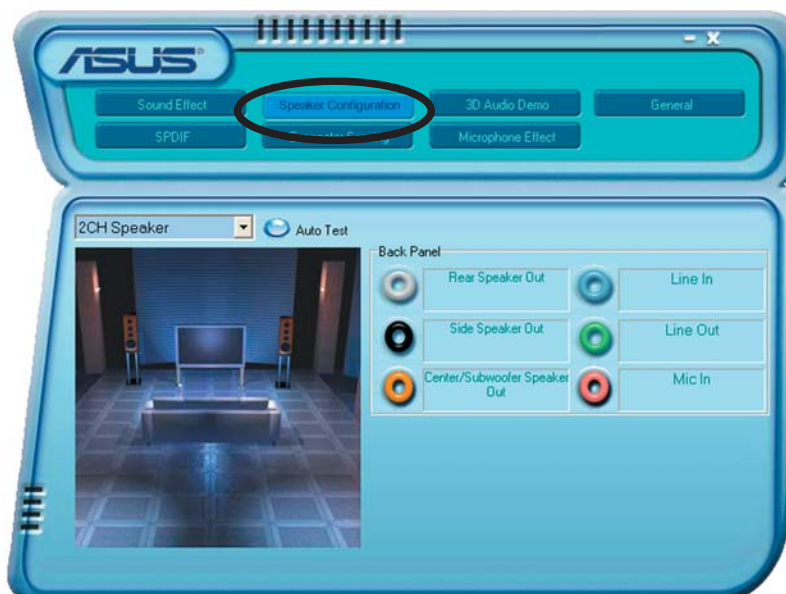 ASUS
Sound Effect
Speaker Configuration
3D Audio Demo
General
SPDIF
Microphone Effect
2CH Speaker
Auto Test
Back Panel
Rear Speaker Out
Line In
Side Speaker Out
Line Out
Center/Subwoofer Speaker
Out
Mic In